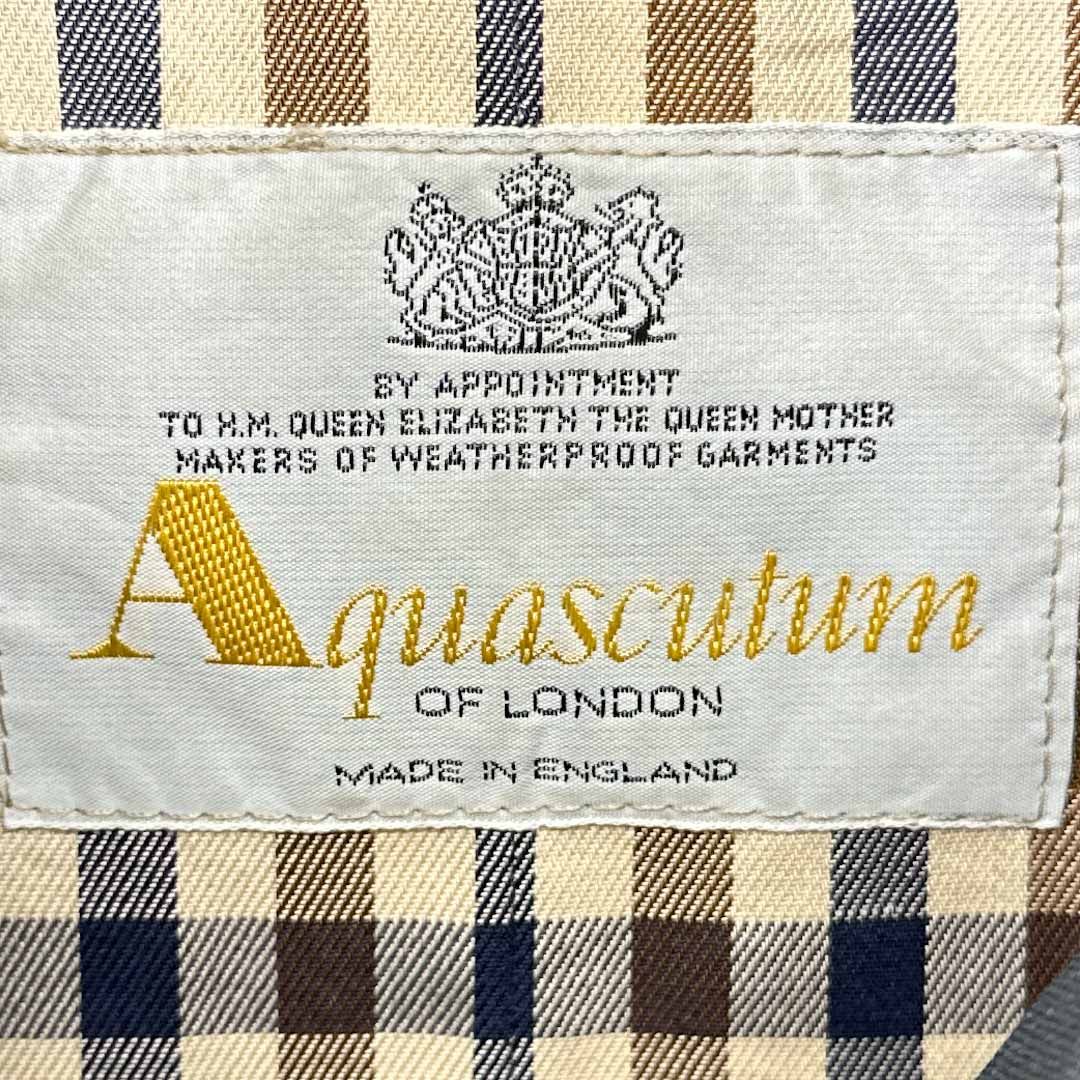 BY APPOINTMENT
TO H.M. QUEEN ELIZABETH THE QUEEN MOTHER
MAKERS OF WEATHERPROOF GARMENTS
Aquascutum
OF LONDON
MADE IN ENGLAND